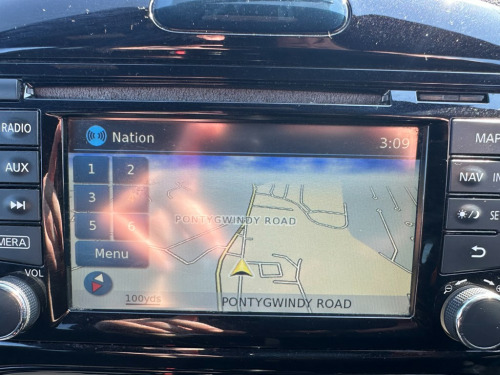 Nation 3:09
RADIO
AUX
CAMERA
VOL
1 2
3
5 6
Menu
PONTYGWINDY ROAD
100yds
PONTYGWINDY ROAD
MAP
NAV